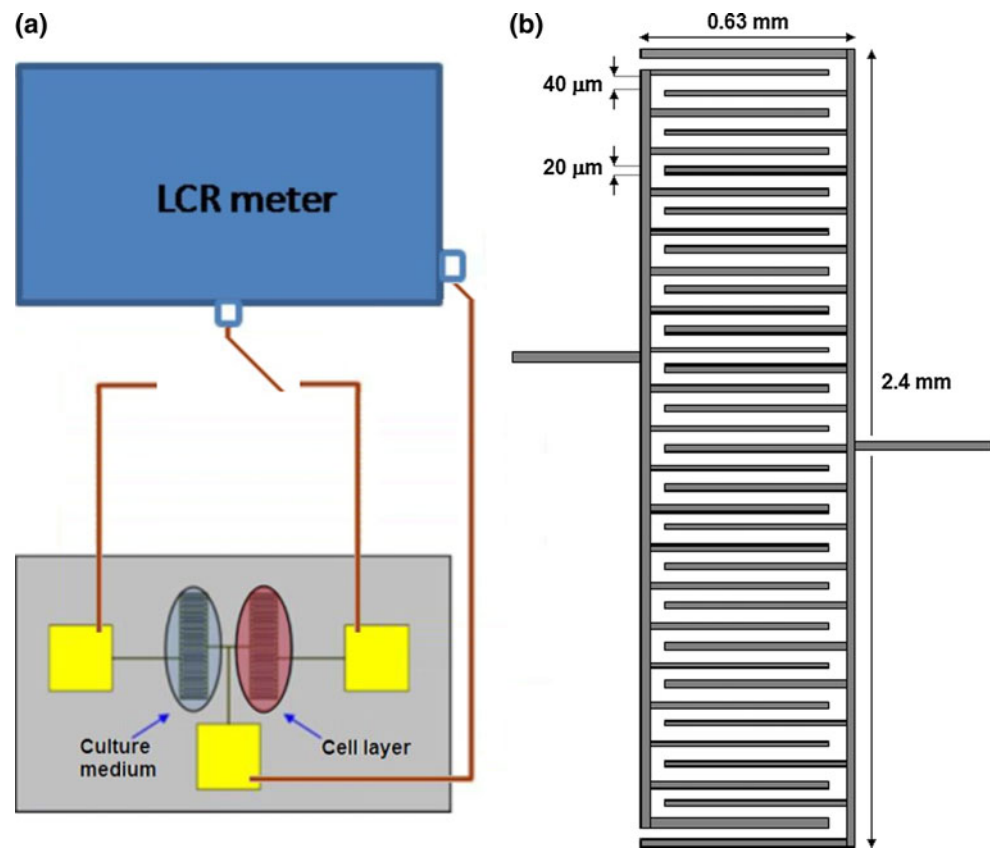 (a)
LCR meter
Culture
medium
Cell layer
(b)
0.63 mm
40 μm
20 μm
2.4 mm